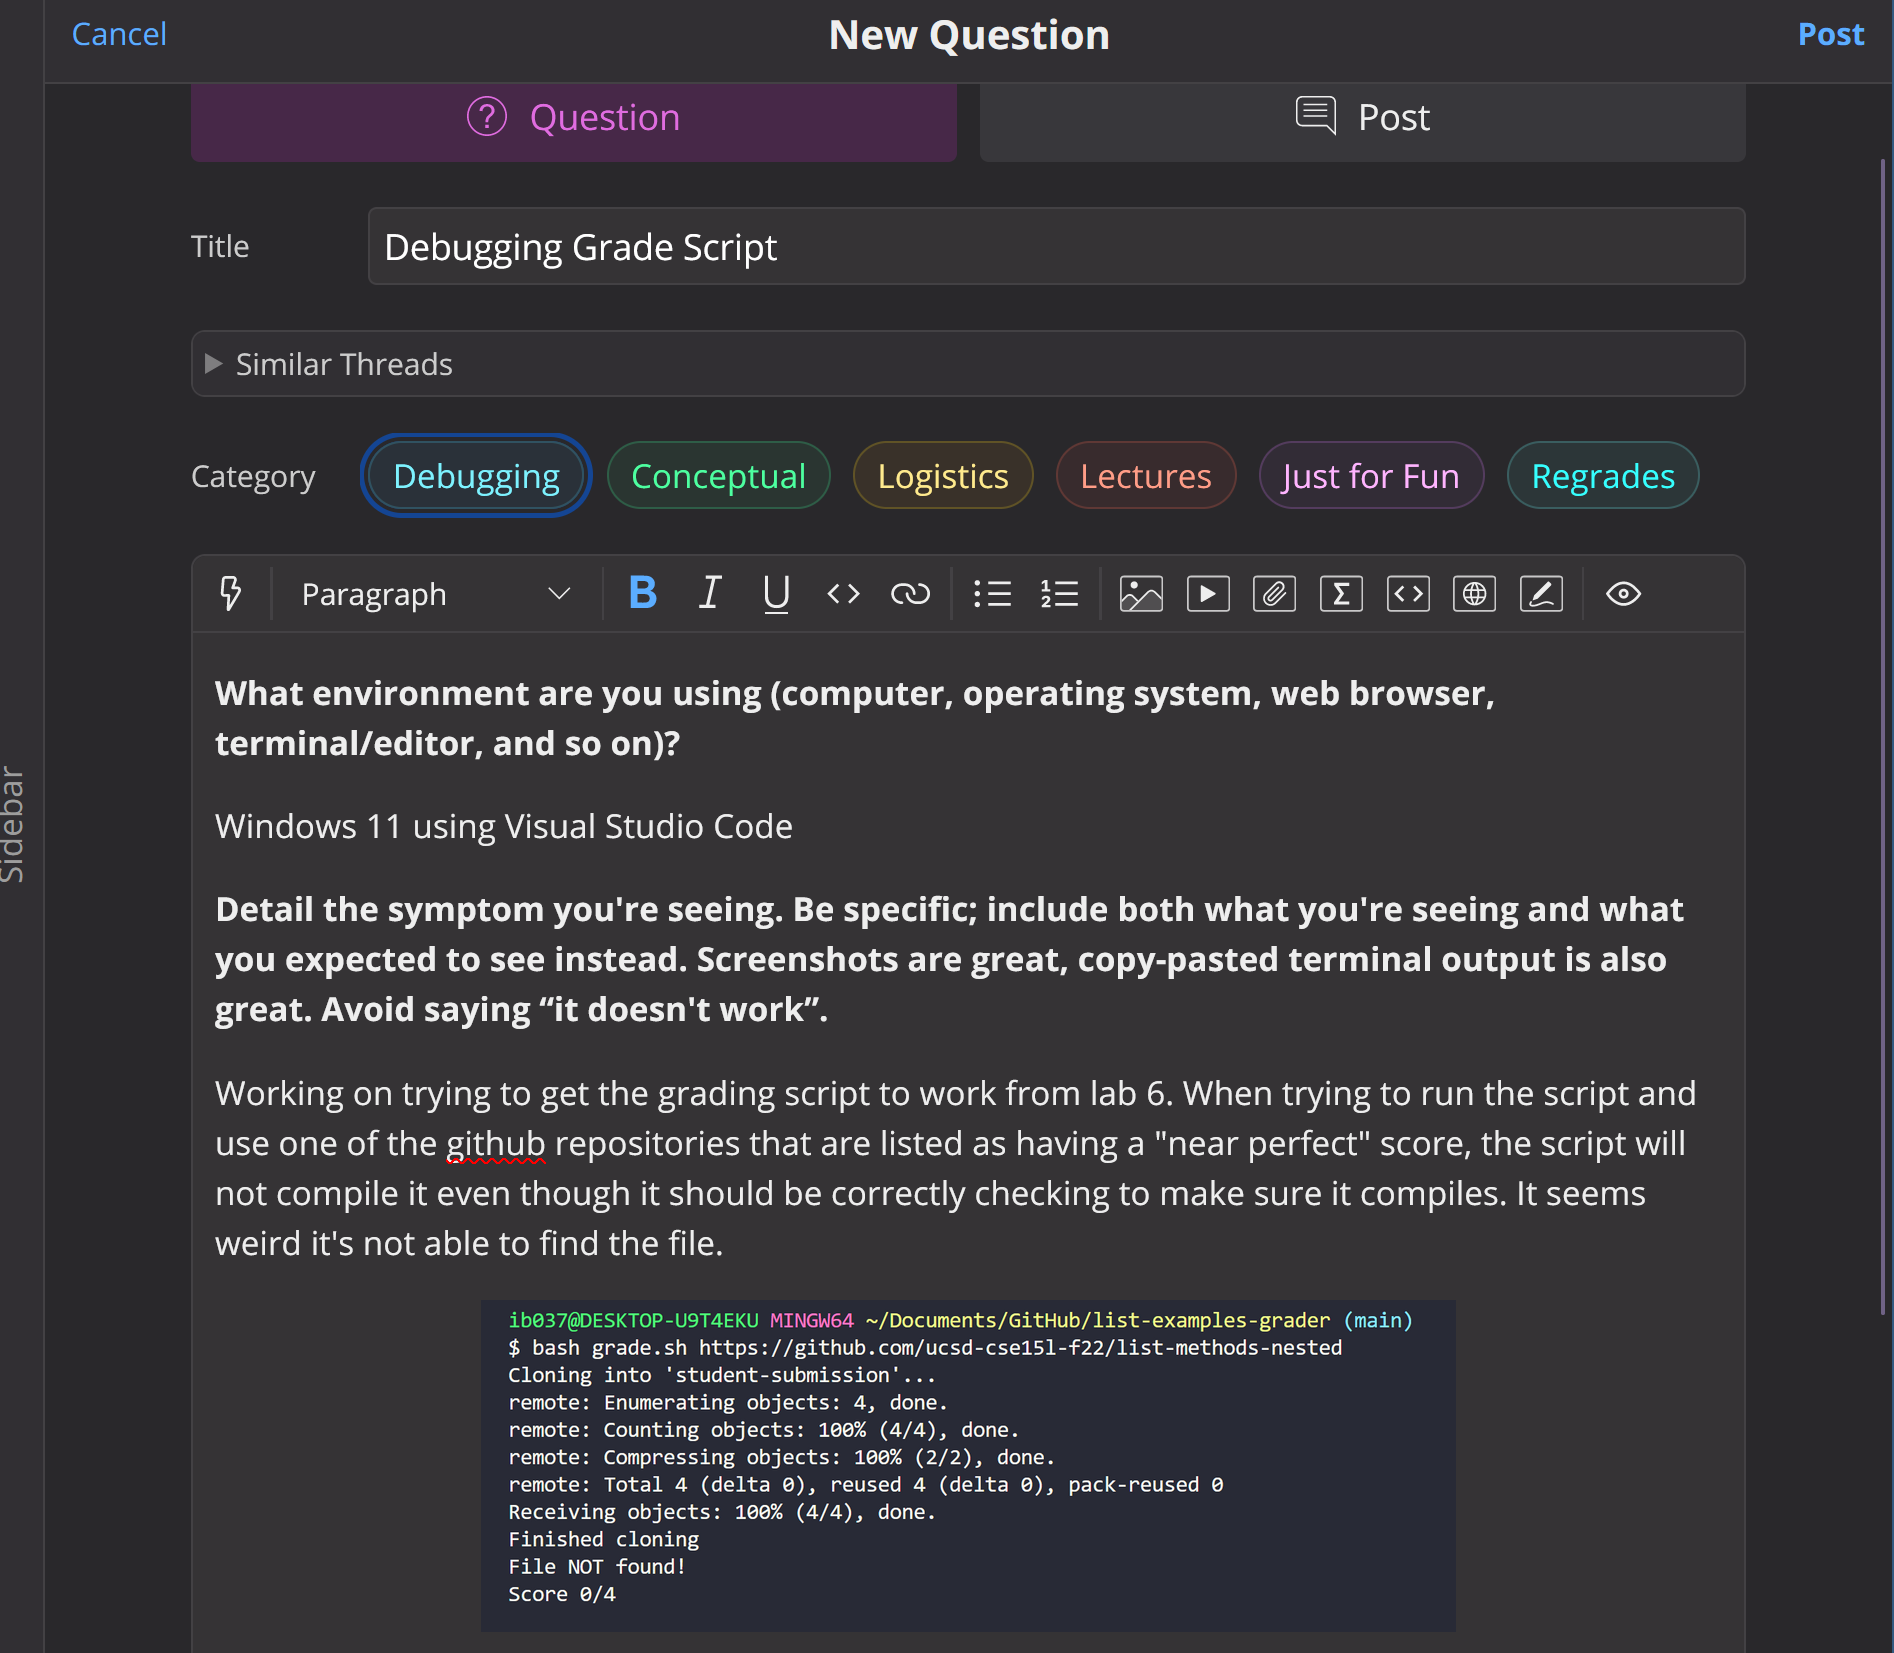 Cancel
New Question
Post
Question
Post
Title
Debugging Grade Script
Similar Threads
Category
Debugging
Conceptual
Logistics
Lectures
Just for Fun
Regrades
Paragraph
B I U
Sidebar
What environment are you using (computer, operating system, web browser,
terminal/editor, and so on)?
Windows 11 using Visual Studio Code
Detail the symptom you're seeing. Be specific; include both what you're seeing and what
you expected to see instead. Screenshots are great, copy-pasted terminal output is also
great. Avoid saying “it doesn't work”.
Working on trying to get the grading script to work from lab 6. When trying to run the script and
use one of the github repositories that are listed as having a "near perfect" score, the script will
not compile it even though it should be correctly checking to make sure it compiles. It seems
weird it's not able to find the file.
ib037@DESKTOP-U9T4EKU MINGW64 ~/Documents/GitHub/list-examples-grader (main)
$ bash grade.sh https://github.com/ucsd-cse15l-f22/list-methods-nested
Cloning into 'student-submission'...
remote: Enumerating objects: 4, done.
remote: Counting objects: 100% (4/4), done.
remote: Compressing objects: 100% (2/2), done.
remote: Total 4 (delta 0), reused 4 (delta 0), pack-reused 0
Receiving objects: 100% (4/4), done.
Finished cloning
File NOT found!
Score 0/4